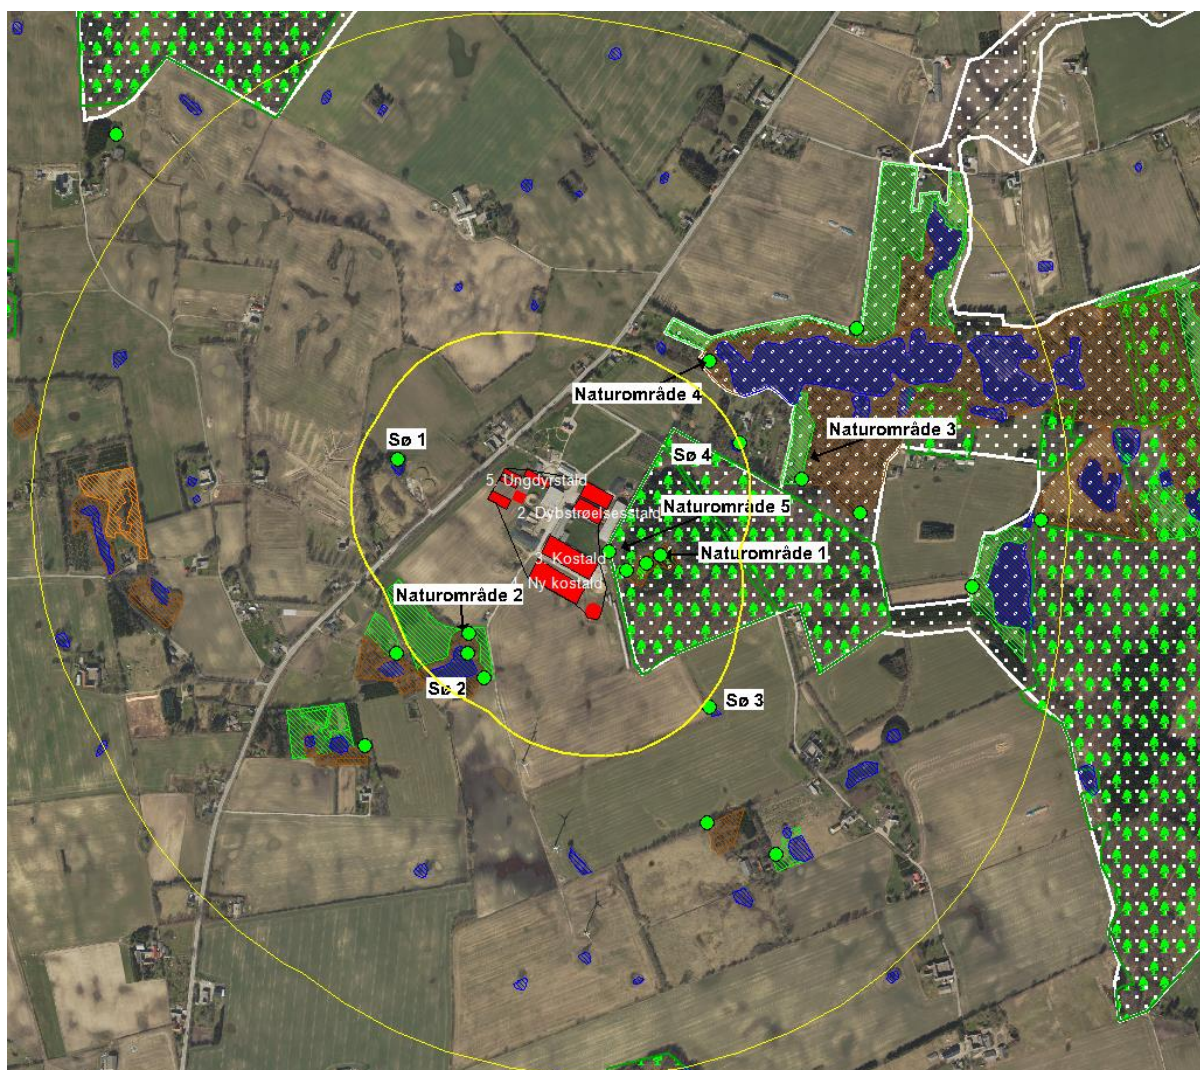 Naturområde 4
Naturområde 3
Sø 1
Sø 4
5. Ungdyrstald
2. Dybstrøelsesstald
Naturområde 5
Naturområde 1
3. Kostald
4. Ny kostald
Naturområde 2
Sø 2
Sø 3